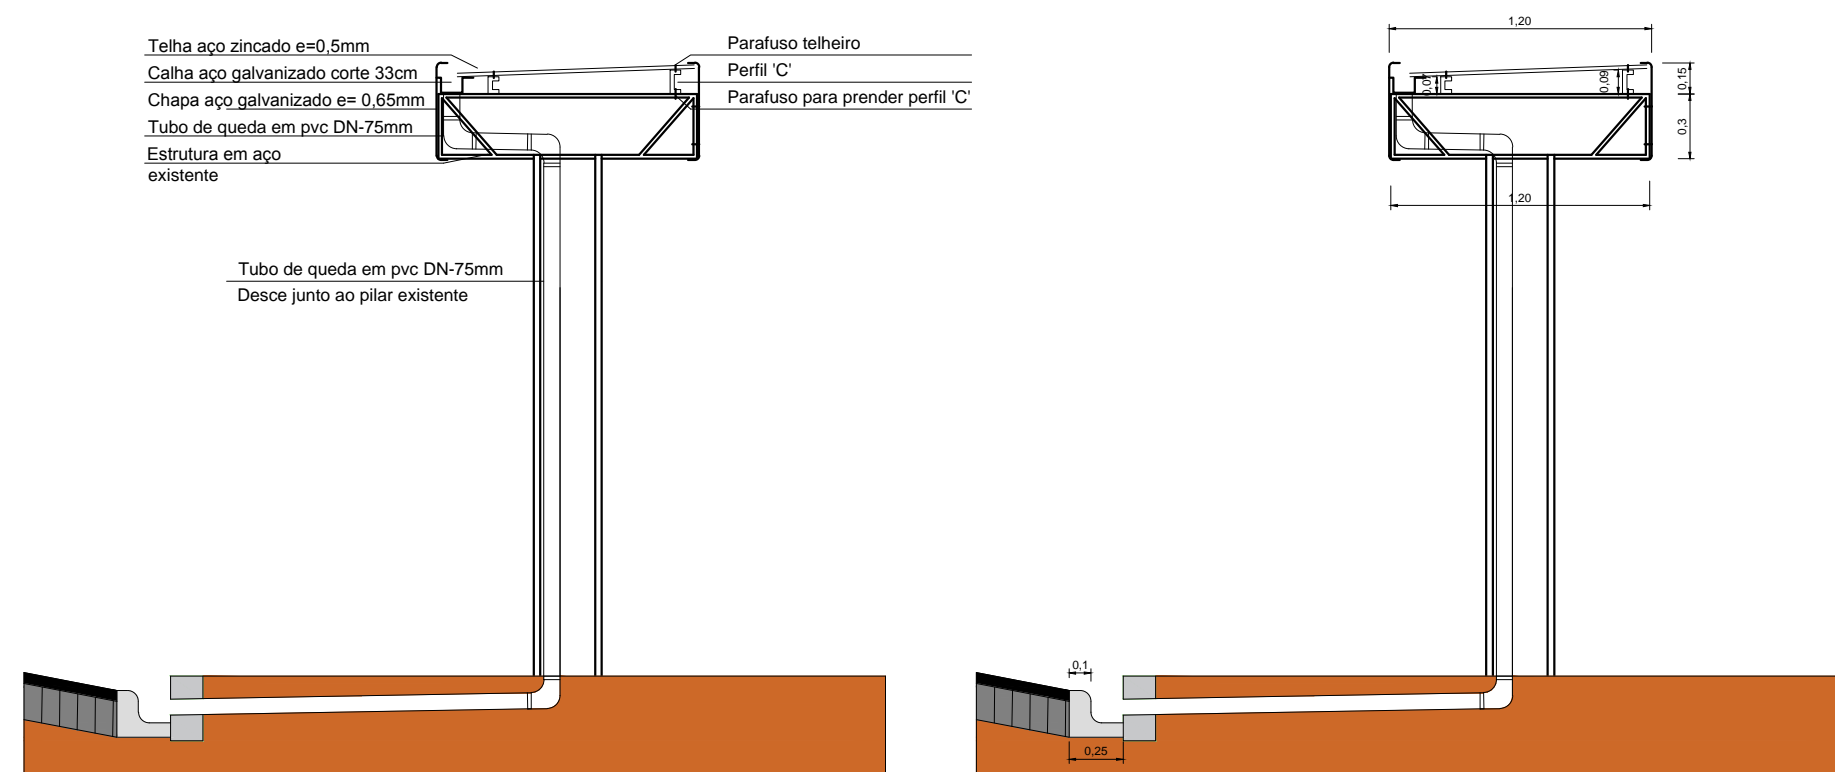 Telha aço zincado e=0,5mm
Calha aço galvanizado corte 33cm
Chapa aço galvanizado e= 0,65mm
Tubo de queda em pvc DN-75mm
Estrutura em aço
existente
Parafuso telheiro
Perfil 'C'
Parafuso para prender perfil 'C'
Tubo de queda em pvc DN-75mm
Desce junto ao pilar existente
1,20
0,09
0,15
0,3
1,20
0,1
0,25